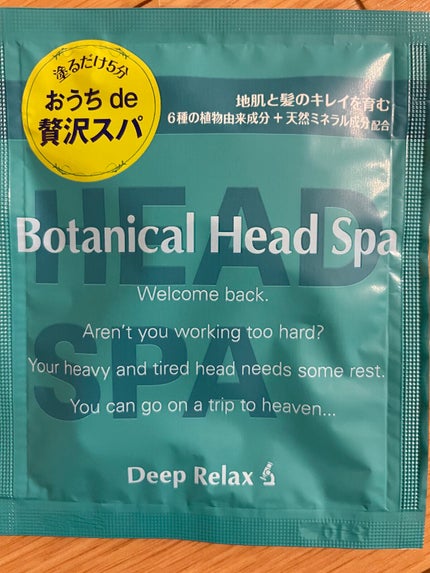 塗るだけ5分
おうち de
贅沢スパ
地肌と髪のキレイを育む
6種の植物由来成分+天然ミネラル成分配合
HEAD
SPA
Botanical Head Spa
Welcome back.
Aren't you working too hard?
Your heavy and tired head needs some rest.
You can go on a trip to heaven...
Deep Relax